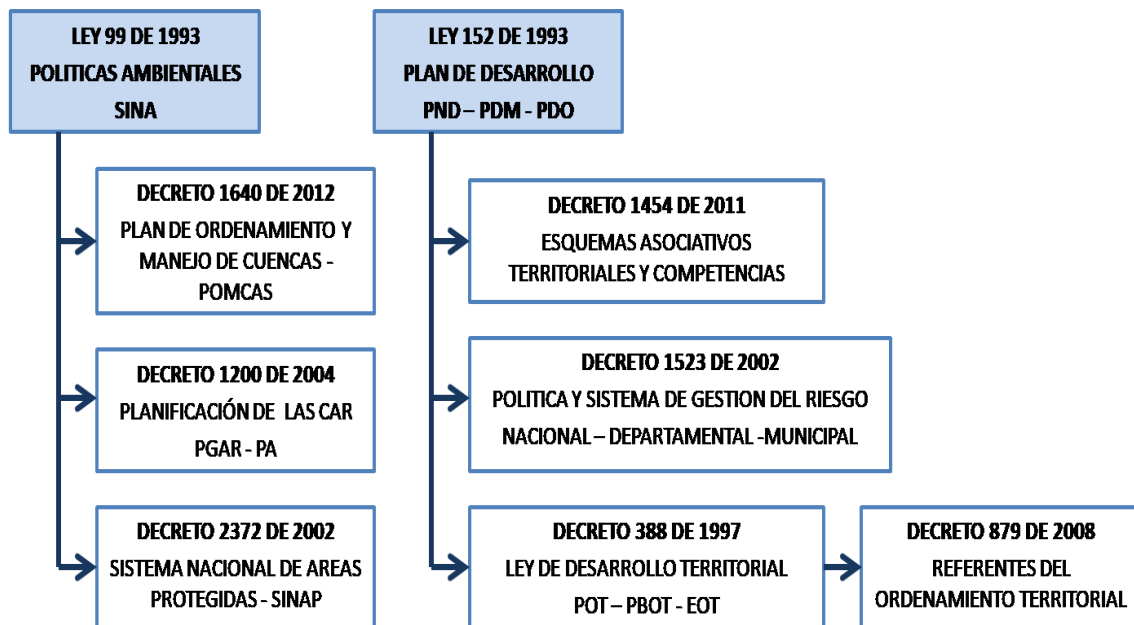 LEY 99 DE 1993
POLITICAS AMBIENTALES
SINA
LEY 152 DE 1993
PLAN DE DESARROLLO
PND – PDM - PDO
DECRETO 1640 DE 2012
PLAN DE ORDENAMIENTO Y
MANEJO DE CUENCAS -
POMCAS
DECRETO 1454 DE 2011
ESQUEMAS ASOCIATIVOS
TERRITORIALES Y COMPETENCIAS
DECRETO 1200 DE 2004
PLANIFICACIÓN DE LAS CAR
PGAR - PA
DECRETO 1523 DE 2002
POLITICA Y SISTEMA DE GESTION DEL RIESGO
NACIONAL – DEPARTAMENTAL -MUNICIPAL
DECRETO 2372 DE 2002
SISTEMA NACIONAL DE AREAS
PROTEGIDAS - SINAP
DECRETO 388 DE 1997
LEY DE DESARROLLO TERRITORIAL
POT – PBOT - EOT
DECRETO 879 DE 2008
REFERENTES DEL
ORDENAMIENTO TERRITORIAL